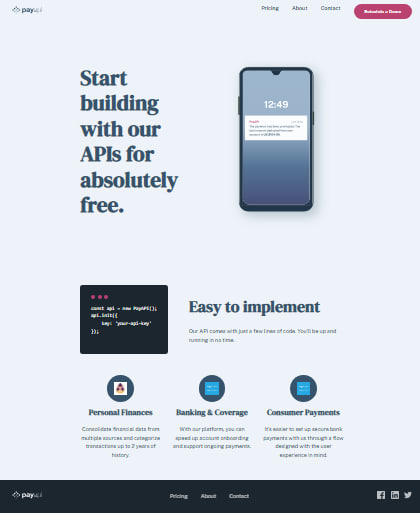 payapi
Pricing About Contact Schedule a Demo
Start
building
with our
APIs for
absolutely
free.
12:49
const api = new PayAPI();
api.init({
key: 'your-api-key'
});
Easy to implement
Our API comes with just a few lines of code. You'll be up and
running in no time.
Personal Finances
Consolidate financial data from
multiple sources and categorize
transactions up to 2 years of
history.
Banking & Coverage
With our platform, you can
speed up account onboarding
and support ongoing payments.
Consumer Payments
It's easier to set up secure bank
payments with us through a flow
designed with the user
experience in mind.
payapi
Pricing About Contact